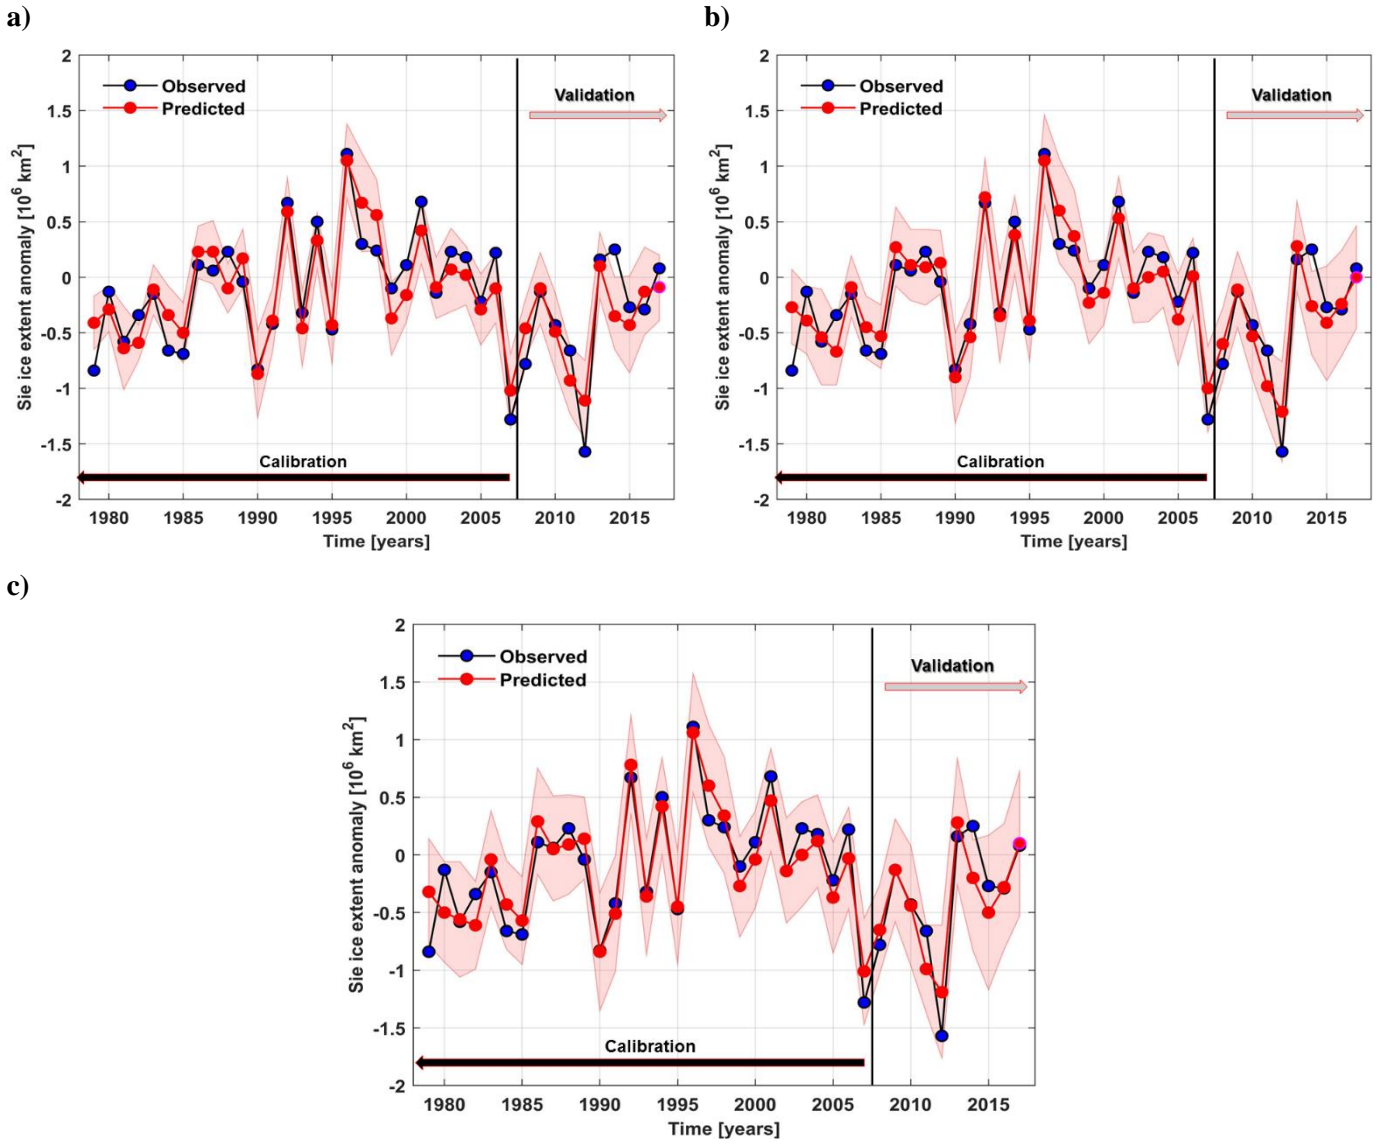 a)
2
1.5
1
0.5
0
-0.5
-1
-1.5
-2
Sie ice extent anomaly [10^6 km^2]
Observed
Predicted
Validation
Calibration
1980 1985 1990 1995 2000 2005 2010 2015
Time [years]
b)
2
1.5
1
0.5
0
-0.5
-1
-1.5
-2
Sie ice extent anomaly [10^6 km^2]
Observed
Predicted
Validation
Calibration
1980 1985 1990 1995 2000 2005 2010 2015
Time [years]
c)
2
1.5
1
0.5
0
-0.5
-1
-1.5
-2
Sie ice extent anomaly [10^6 km^2]
Observed
Predicted
Validation
Calibration
1980 1985 1990 1995 2000 2005 2010 2015
Time [years]